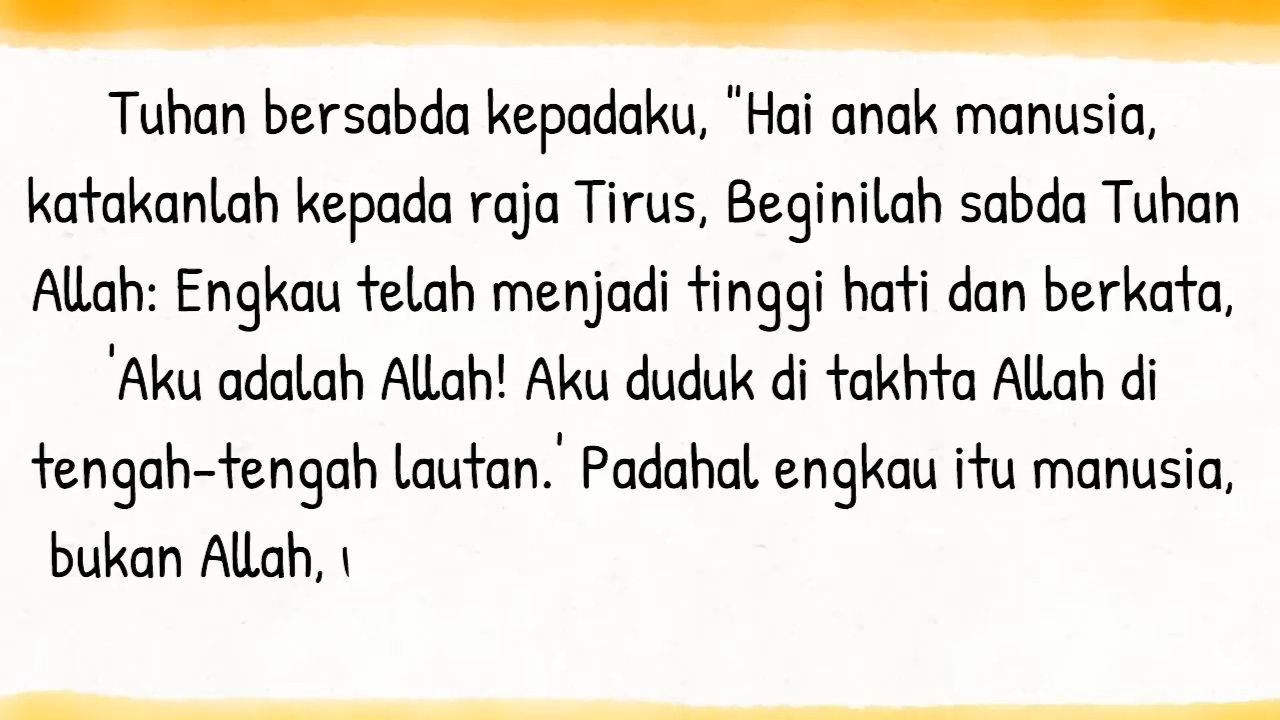 Tuhan bersabda kepadaku, "Hai anak manusia,
katakanlah kepada raja Tirus, Beginilah sabda Tuhan
Allah: Engkau telah menjadi tinggi hati dan berkata,
'Aku adalah Allah! Aku duduk di takhta Allah di
tengah-tengah lautan.' Padahal engkau itu manusia,
bukan Allah,